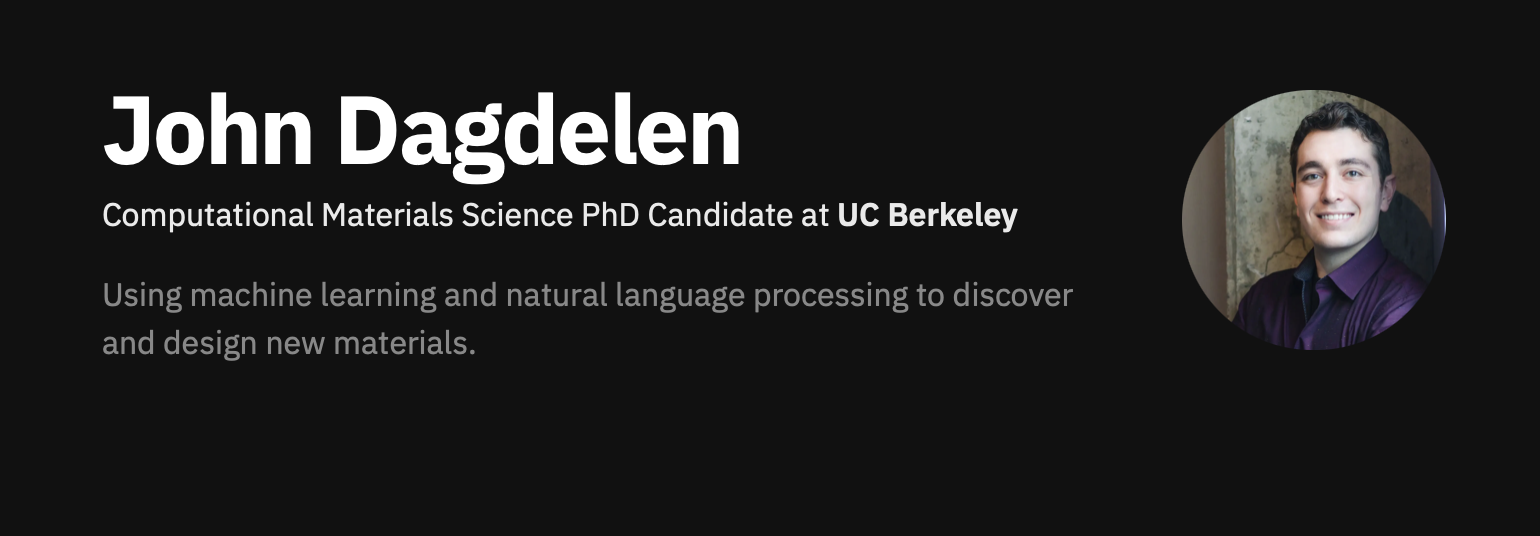 John Dagdelen
Computational Materials Science PhD Candidate at UC Berkeley
Using machine learning and natural language processing to discover
and design new materials.